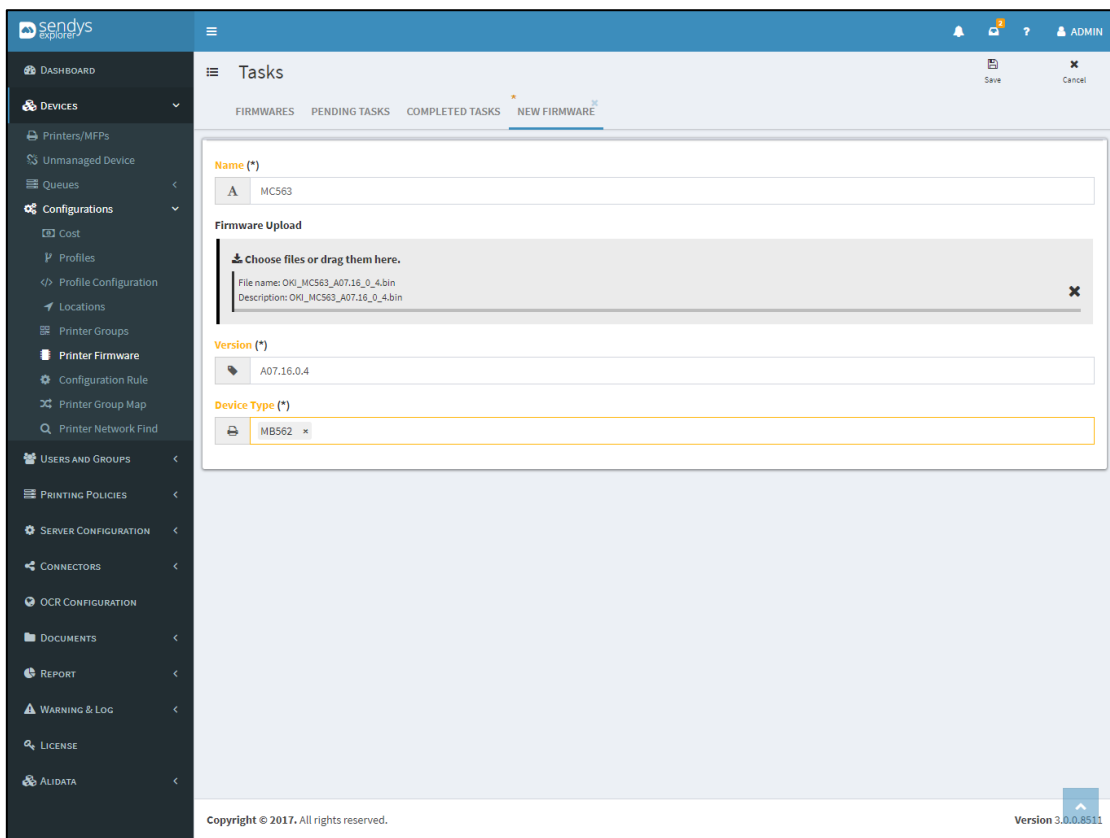 sendys
explorer
2
? ADMIN
DASHBOARD
DEVICES
Printers/MFPs
Unmanaged Device
Queues
Configurations
Cost
Profiles
Profile Configuration
Locations
Printer Groups
Printer Firmware
Configuration Rule
Printer Group Map
Printer Network Find
USERS AND GROUPS
PRINTING POLICIES
SERVER CONFIGURATION
CONNECTORS
OCR CONFIGURATION
DOCUMENTS
REPORT
WARNING & LOG
LICENSE
ALIDATA
Tasks
Save
Cancel
FIRMWARES PENDING TASKS COMPLETED TASKS NEW FIRMWARE
Name (*)
A MC563
Firmware Upload
Choose files or drag them here.
File name: OKI_MC563_A07.16_0_4.bin
Description: OKI_MC563_A07.16_0_4.bin
Version (*)
A07.16.0.4
Device Type (*)
MB562 ×
Copyright © 2017. All rights reserved.
Version 3.0.0.8511